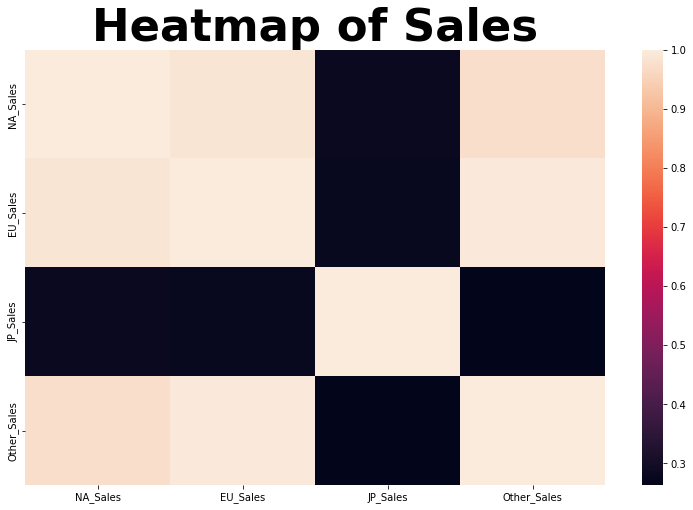 Heatmap of Sales
NA_Sales
EU_Sales
JP_Sales
Other_Sales
NA_Sales
EU_Sales
JP_Sales
Other_Sales
1.0
0.9
0.8
0.7
0.6
0.5
0.4
0.3